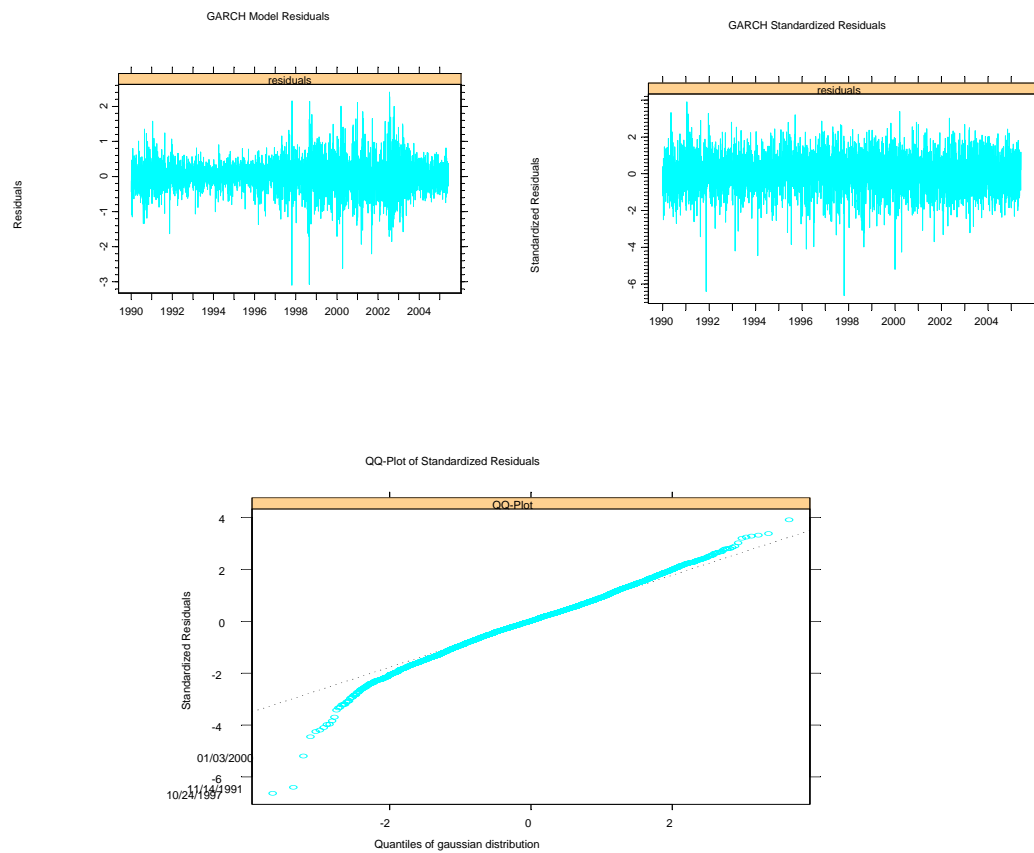 GARCH Model Residuals
residuals
Residuals
2
1
0
-1
-3
1990 1992 1994 1996 1998 2000 2002 2004
GARCH Standardized Residuals
residuals
Standardized Residuals
2
0
-2
-4
-6
1990 1992 1994 1996 1998 2000 2002 2004
QQ-Plot of Standardized Residuals
QQ-Plot
Standardized Residuals
4
2
0
-2
-4
-6
01/03/2000
11/14/1991
10/24/1997
-2 0 2
Quantiles of gaussian distribution